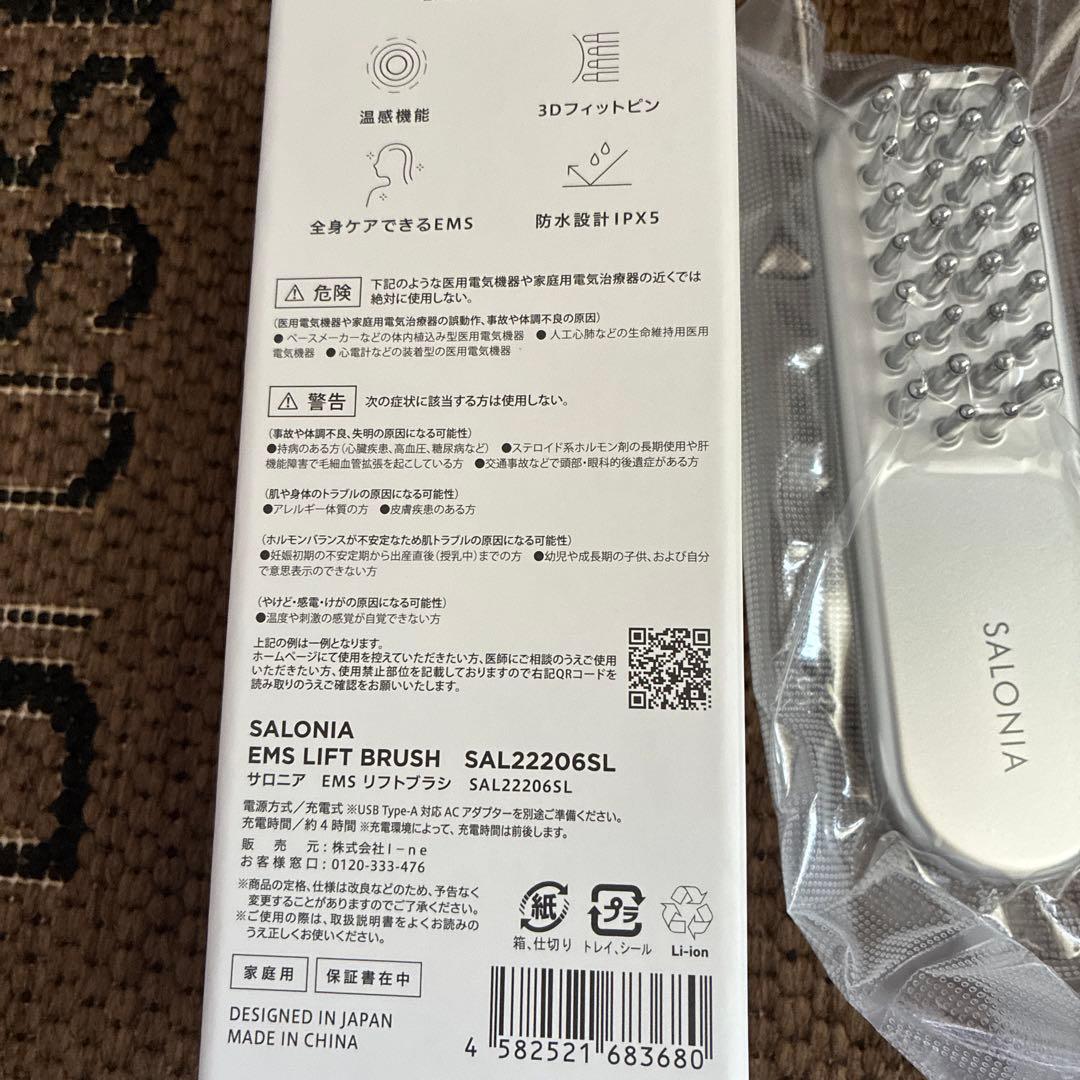 温感機能
3Dフィットピン
全身ケアできるEMS
防水設計IPX5
⚠ 危険
下記のような医用電気機器や家庭用電気治療器の近くでは
絶対に使用しない。
(医用電気機器や家庭用電気治療器の誤動作、事故や体調不良の原因)
● ペースメーカーなどの体内植込み型医用電気機器 ● 人工心肺などの生命維持用医用
電気機器 ● 心電計などの装着型の医用電気機器
⚠ 警告
次の症状に該当する方は使用しない。
(事故や体調不良、失明の原因になる可能性)
●持病のある方(心臓疾患、高血圧、糖尿病など) ●ステロイド系ホルモン剤の長期使用や肝
機能障害で毛細血管拡張を起こしている方 ●交通事故などで頭部・眼科的後遺症がある方
(肌や身体のトラブルの原因になる可能性)
●アレルギー体質の方 ●皮膚疾患のある方
(ホルモンバランスが不安定なため肌トラブルの原因になる可能性)
●妊娠初期の不安定期から出産直後(授乳中)までの方 ●幼児や成長期の子供、および自分
で意思表示のできない方
(やけど・感電・けがの原因になる可能性)
●温度や刺激の感覚が自覚できない方
上記の例は一例となります。
ホームページにて使用を控えていただきたい方、医師にご相談のうえご使用
いただきたい方、使用禁止部位を記載しておりますので右記QRコードを
読み取りのうえご確認をお願いいたします。
SALONIA
EMS LIFT BRUSH SAL22206SL
サロニア EMS リフトブラシ SAL22206SL
電源方式/充電式 ※USB Type-A 対応 AC アダプターを別途ご準備ください。
充電時間/約4時間 ※充電環境によって、充電時間は前後します。
販売元:株式会社I-ne
お客様窓口:0120-333-476
※商品の定格、仕様は改良などのため、予告なく
変更することがありますのでご了承ください。
※ご使用の際は、取扱説明書をよくお読みの
うえ正しくお使いください。
紙
箱、仕切り
プラ
トレイ、シール
Li-ion
家庭用
保証書在中
DESIGNED IN JAPAN
MADE IN CHINA
4 582521 683680
SALONIA